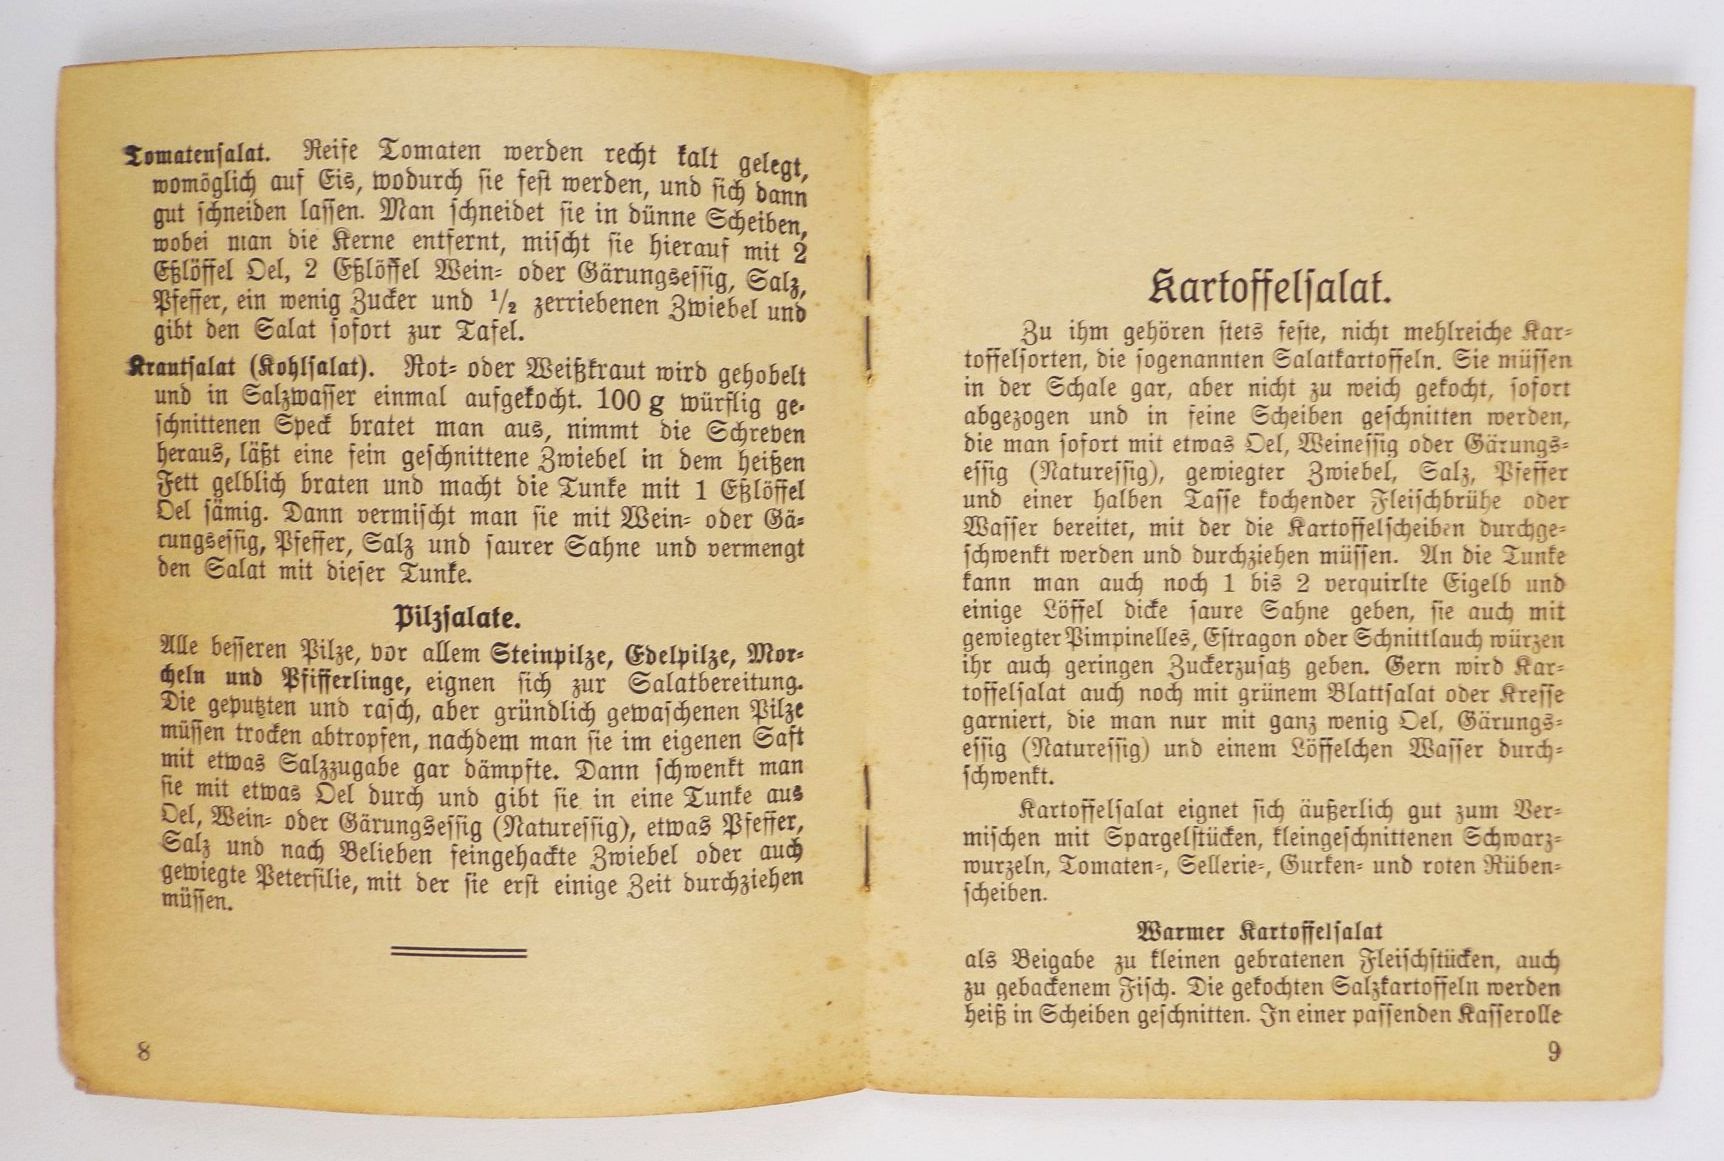 Tomatensalat. Reife Tomaten werden recht kalt gelegt,
womöglich auf Eis, wodurch sie fest werden, und sich dann
gut schneiden lassen. Man schneidet sie in dünne Scheiben,
wobei man die Kerne entfernt, mischt sie hierauf mit 2
Eßlöffel Oel, 2 Eßlöffel Wein- oder Gärungsessig, Salz,
Pfeffer, ein wenig Zucker und 1/2 zerriebenen Zwiebel und
gibt den Salat sofort zur Tafel.
Krautsalat (Kohlsalat). Rot- oder Weißkraut wird gehobelt
und in Salzwasser einmal aufgekocht. 100 g würflig ge-
schnittenen Speck bratet man aus, nimmt die Schreven
heraus, läßt eine fein geschnittene Zwiebel in dem heißen
Fett gelblich braten und macht die Tunke mit 1 Eßlöffel
Oel sämig. Dann vermischt man sie mit Wein- oder Gä-
rungsessig, Pfeffer, Salz und saurer Sahne und vermengt
den Salat mit dieser Tunke.
Pilzsalate.
Alle besseren Pilze, vor allem Steinpilze, Edelpilze, Mor-
cheln und Pfifferlinge, eignen sich zur Salatbereitung.
Die geputzten und rasch, aber gründlich gewaschenen Pilze
müssen trocken abtropfen, nachdem man sie im eigenen Saft
mit etwas Salzzugabe gar dämpfte. Dann schwenkt man
sie mit etwas Oel durch und gibt sie in eine Tunke aus
Oel, Wein- oder Gärungsessig (Naturessig), etwas Pfeffer,
Salz und nach Belieben feingehackte Zwiebel oder auch
gewiegte Petersilie, mit der sie erst einige Zeit durchziehen
müssen.
8
Kartoffelsalat.
Zu ihm gehören stets feste, nicht mehlreiche Kar-
toffelsorten, die sogenannten Salatkartoffeln. Sie müssen
in der Schale gar, aber nicht zu weich gekocht, sofort
abgezogen und in feine Scheiben geschnitten werden,
die man sofort mit etwas Oel, Weinessig oder Gärungs-
essig (Naturessig), gewiegter Zwiebel, Salz, Pfeffer
und einer halben Tasse kochender Fleischbrühe oder
Wasser bereitet, mit der die Kartoffelscheiben durchge-
schwenkt werden und durchziehen müssen. An die Tunke
kann man auch noch 1 bis 2 verquirlte Eigelb und
einige Löffel dicke saure Sahne geben, sie auch mit
gewiegter Pimpinelles, Estragon oder Schnittlauch würzen
ihr auch geringen Zuckerzusatz geben. Gern wird Kar-
toffelsalat auch noch mit grünem Blattsalat oder Kresse
garniert, die man nur mit ganz wenig Oel, Gärungs-
essig (Naturessig) und einem Löffelchen Wasser durch-
schwenkt.
Kartoffelsalat eignet sich äußerlich gut zum Ver-
mischen mit Spargelstücken, kleingeschnittenen Schwarz-
wurzeln, Tomaten-, Sellerie-, Gurken- und roten Rüben-
scheiben.
Warmer Kartoffelsalat
als Beigabe zu kleinen gebratenen Fleischstücken, auch
zu gebackenem Fisch. Die gekochten Salzkartoffeln werden
heiß in Scheiben geschnitten. In einer passenden Kasserolle
9